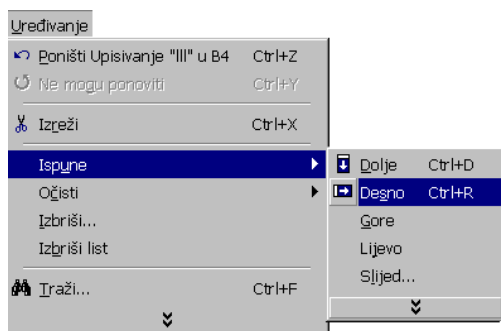 Uređivanje
Poništi Upisivanje "III" u B4 Ctrl+Z
Ne mogu ponoviti Ctrl+Y
Izreži Ctrl+X
Ispune
Očisti
Izbriši...
Izbriši list
Traži... Ctrl+F
Dolje Ctrl+D
Desno Ctrl+R
Gore
Lijevo
Slijed...